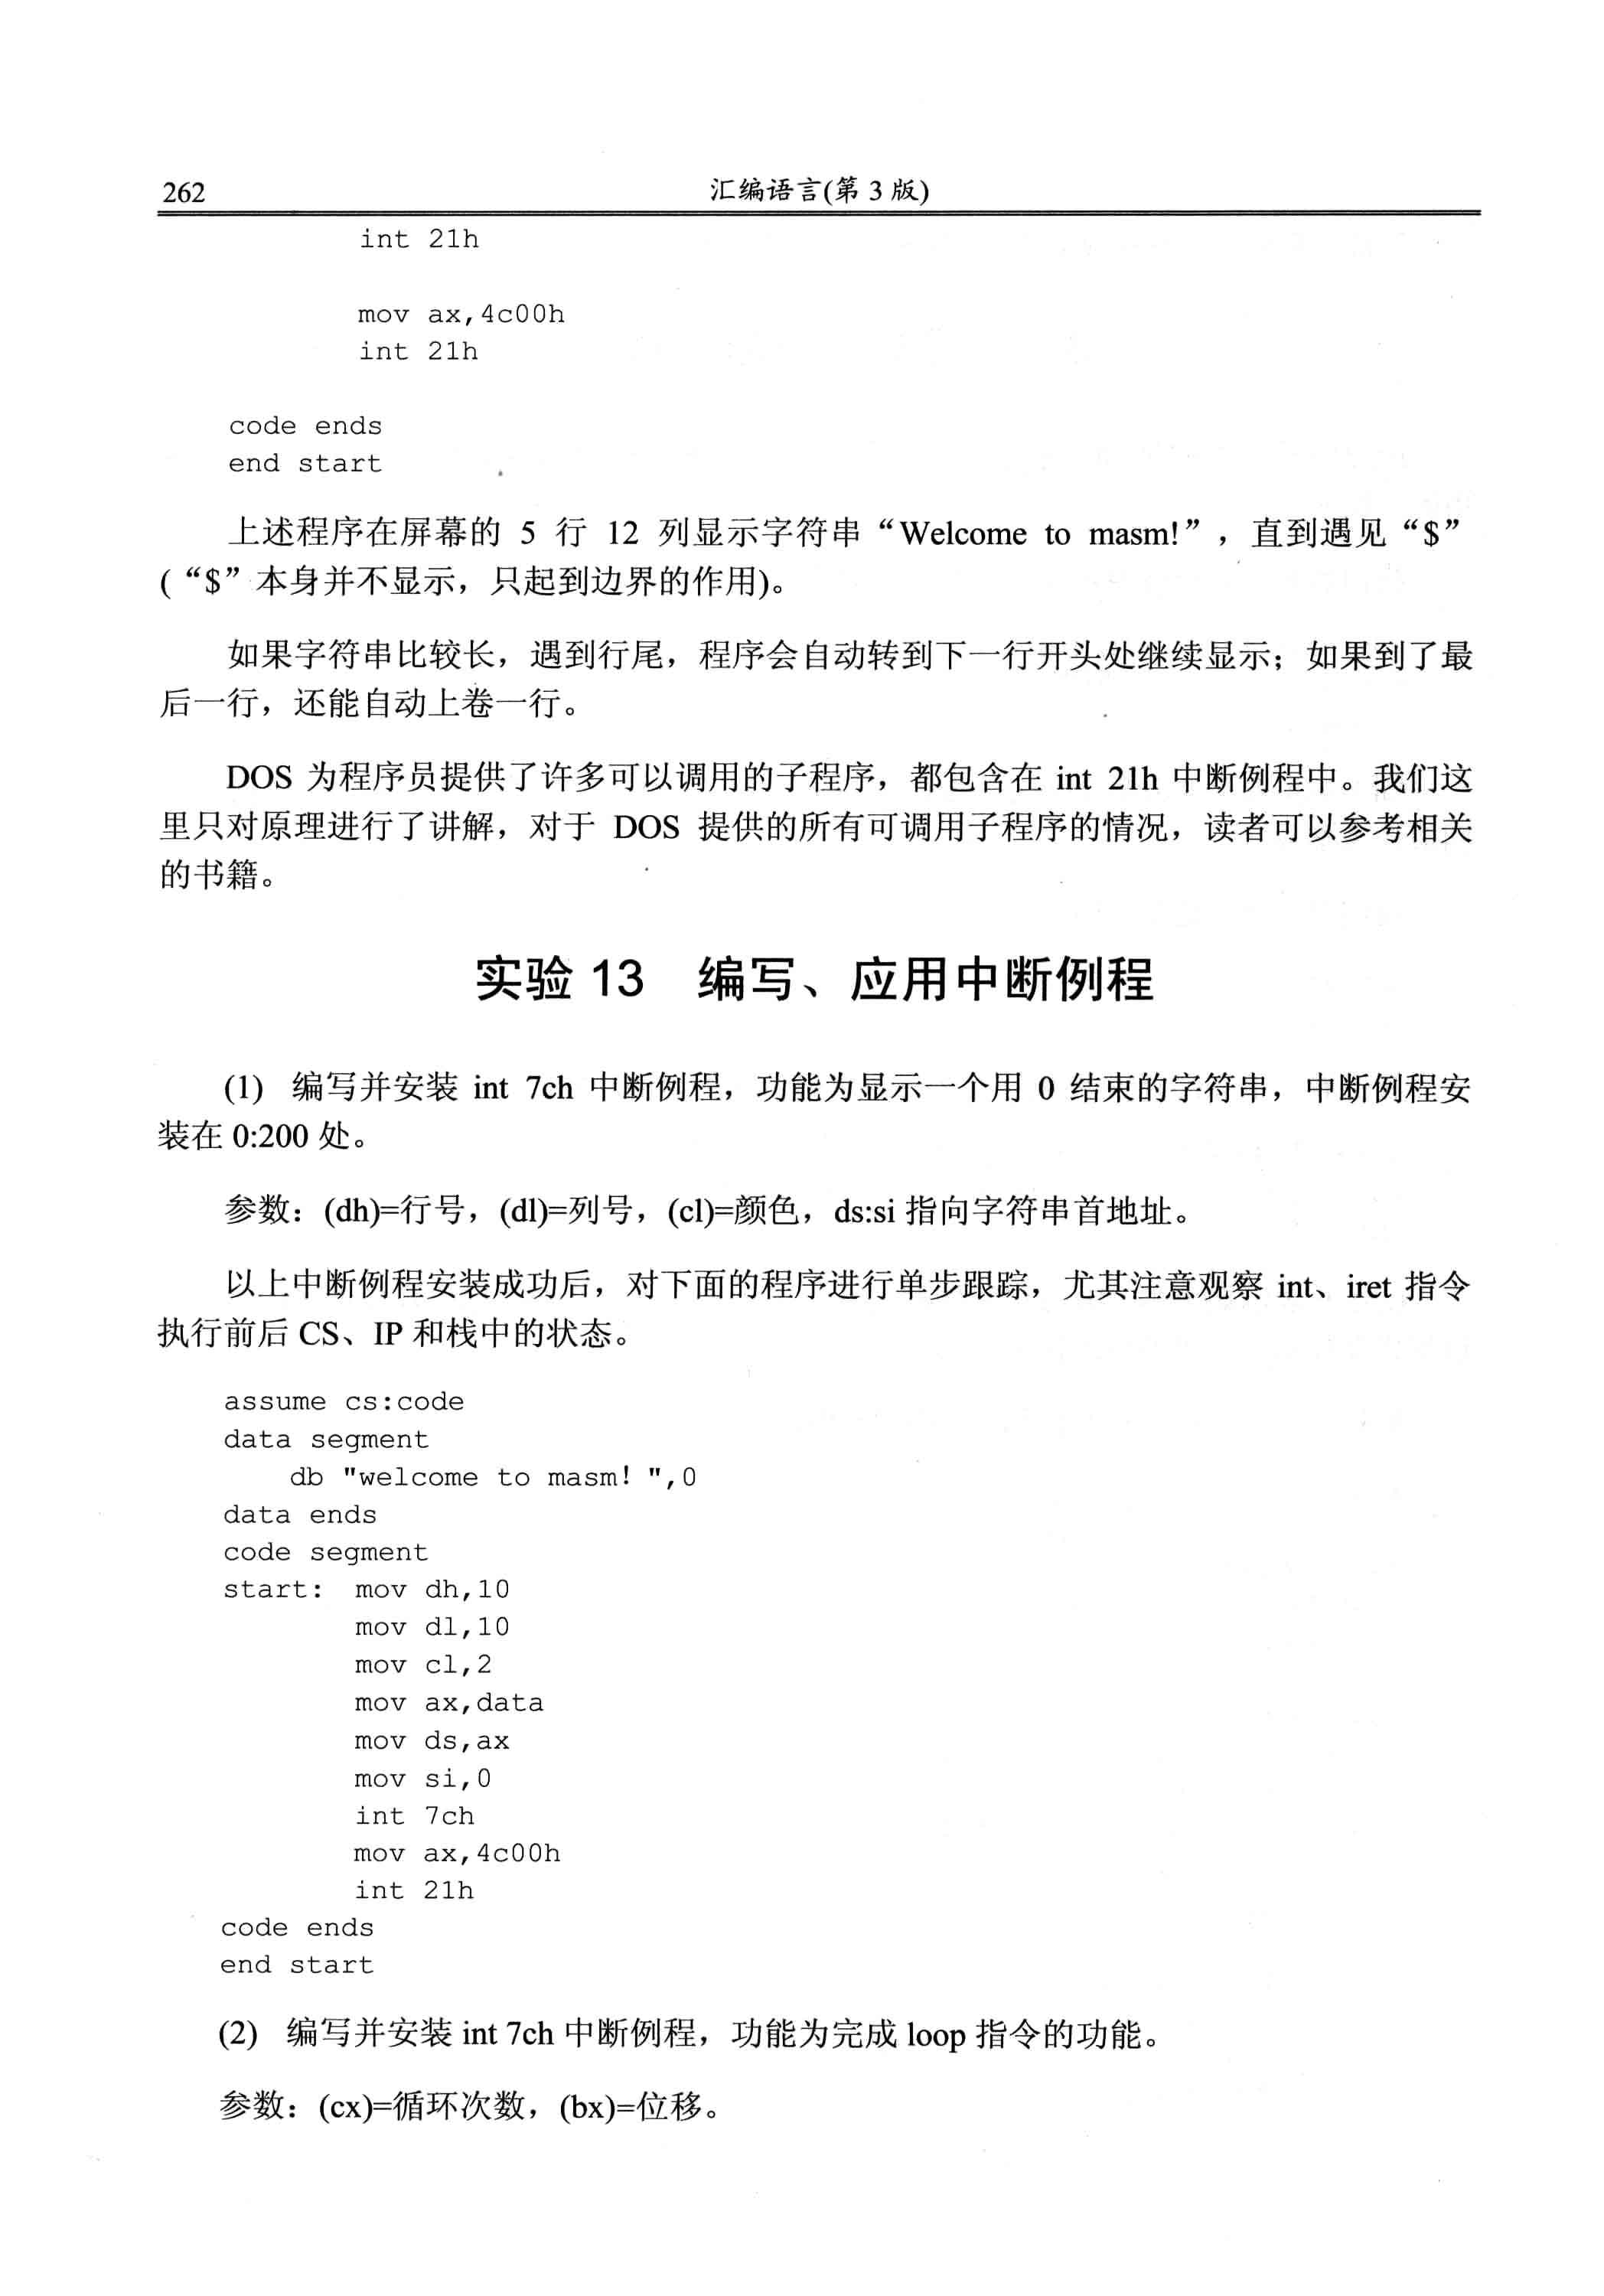 262
汇编语言(第 3 版)
int 21h
mov ax,4c00h
int 21h
code ends
end start
上述程序在屏幕的 5 行 12 列显示字符串“Welcome to masm!”，直到遇见“$”
(“$”本身并不显示，只起到边界的作用)。
如果字符串比较长，遇到行尾，程序会自动转到下一行开头处继续显示；如果到了最
后一行，还能自动上卷一行。
DOS 为程序员提供了许多可以调用的子程序，都包含在 int 21h 中断例程中。我们这
里只对原理进行了讲解，对于 DOS 提供的所有可调用子程序的情况，读者可以参考相关
的书籍。
实验 13 编写、应用中断例程
(1) 编写并安装 int 7ch 中断例程，功能为显示一个用 0 结束的字符串，中断例程安
装在 0:200 处。
参数：(dh)=行号，(dl)=列号，(cl)=颜色，ds:si 指向字符串首地址。
以上中断例程安装成功后，对下面的程序进行单步跟踪，尤其注意观察 int、iret 指令
执行前后 CS、IP 和栈中的状态。
assume cs:code
data segment
db "welcome to masm! ",0
data ends
code segment
start: mov dh,10
mov dl,10
mov cl,2
mov ax,data
mov ds,ax
mov si,0
int 7ch
mov ax,4c00h
int 21h
code ends
end start
(2) 编写并安装 int 7ch 中断例程，功能为完成 loop 指令的功能。
参数：(cx)=循环次数，(bx)=位移。